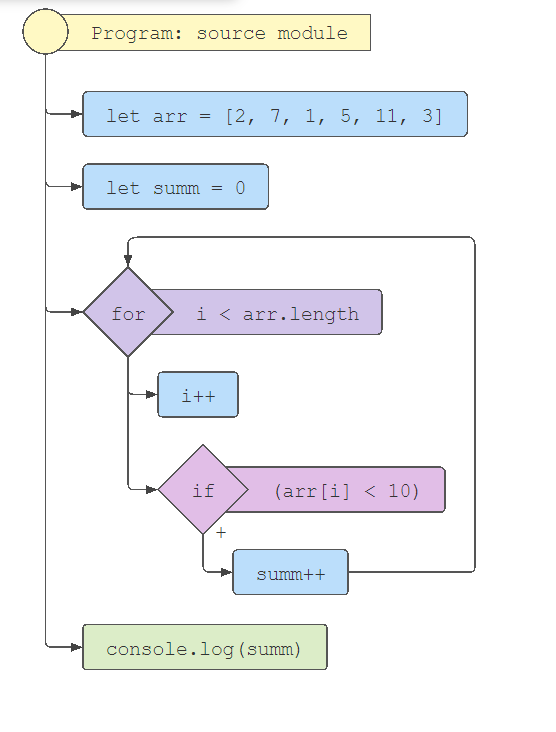 Program: source module
let arr = [2, 7, 1, 5, 11, 3]
let summ = 0
for i < arr.length
i++
if (arr[i] < 10)
+
summ++
console.log(summ)